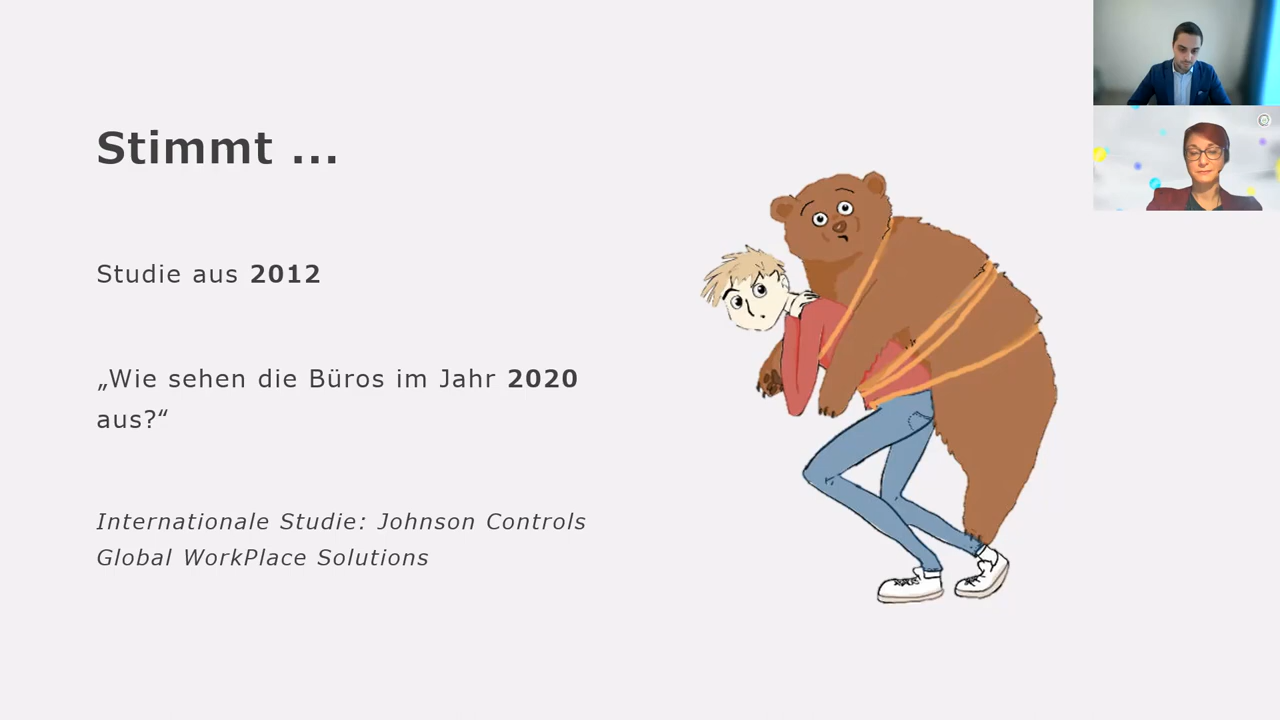 Stimmt ...
Studie aus 2012
„Wie sehen die Büros im Jahr 2020
aus?“
Internationale Studie: Johnson Controls
Global WorkPlace Solutions